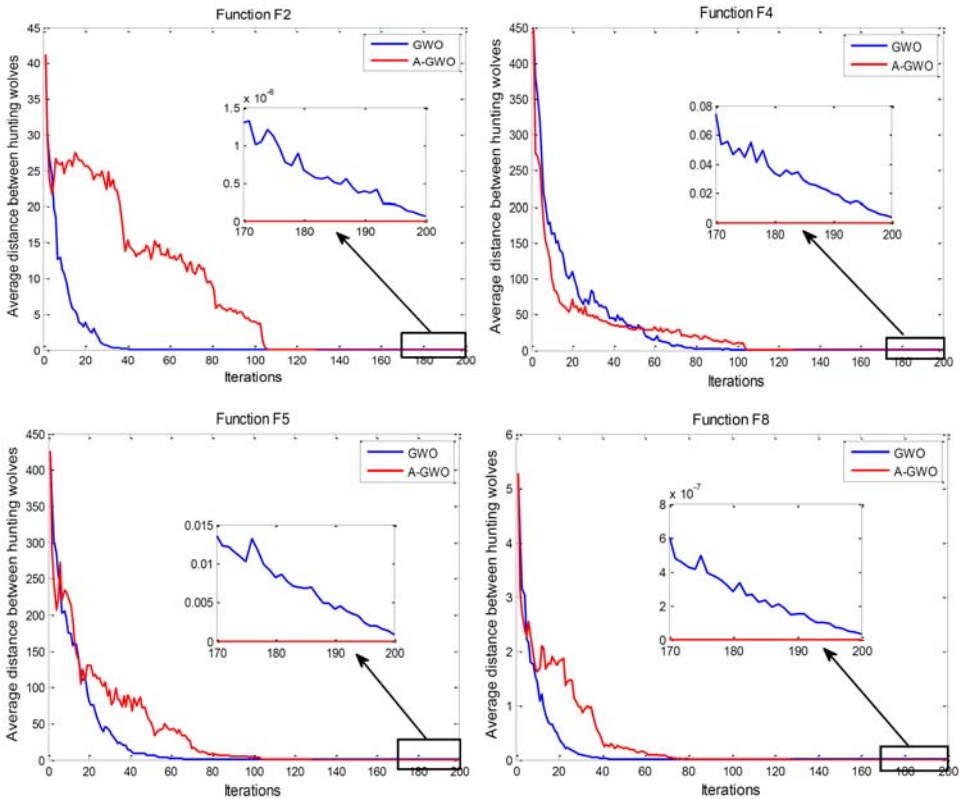 Function F2
Average distance between hunting wolves
45
40
35
30
25
20
15
10
5
0
GWO
A-GWO
x 10^-6
1.5
1
0.5
0
170 180 190 200
0 20 40 60 80 100 120 140 160 180 200
Iterations
Function F4
Average distance between hunting wolves
450
400
350
300
250
200
150
100
50
0
GWO
A-GWO
0.08
0.06
0.04
0.02
0
170 180 190 200
0 20 40 60 80 100 120 140 160 180 200
Iterations
Function F5
Average distance between hunting wolves
450
400
350
300
250
200
150
100
50
0
GWO
A-GWO
0.015
0.01
0.005
0
170 180 190 200
0 20 40 60 80 100 120 140 160 180 200
Iterations
Function F8
Average distance between hunting wolves
6
5
4
3
2
1
0
GWO
A-GWO
x 10^-7
8
6
4
2
0
170 180 190 200
0 20 40 60 80 100 120 140 160 180 200
Iterations